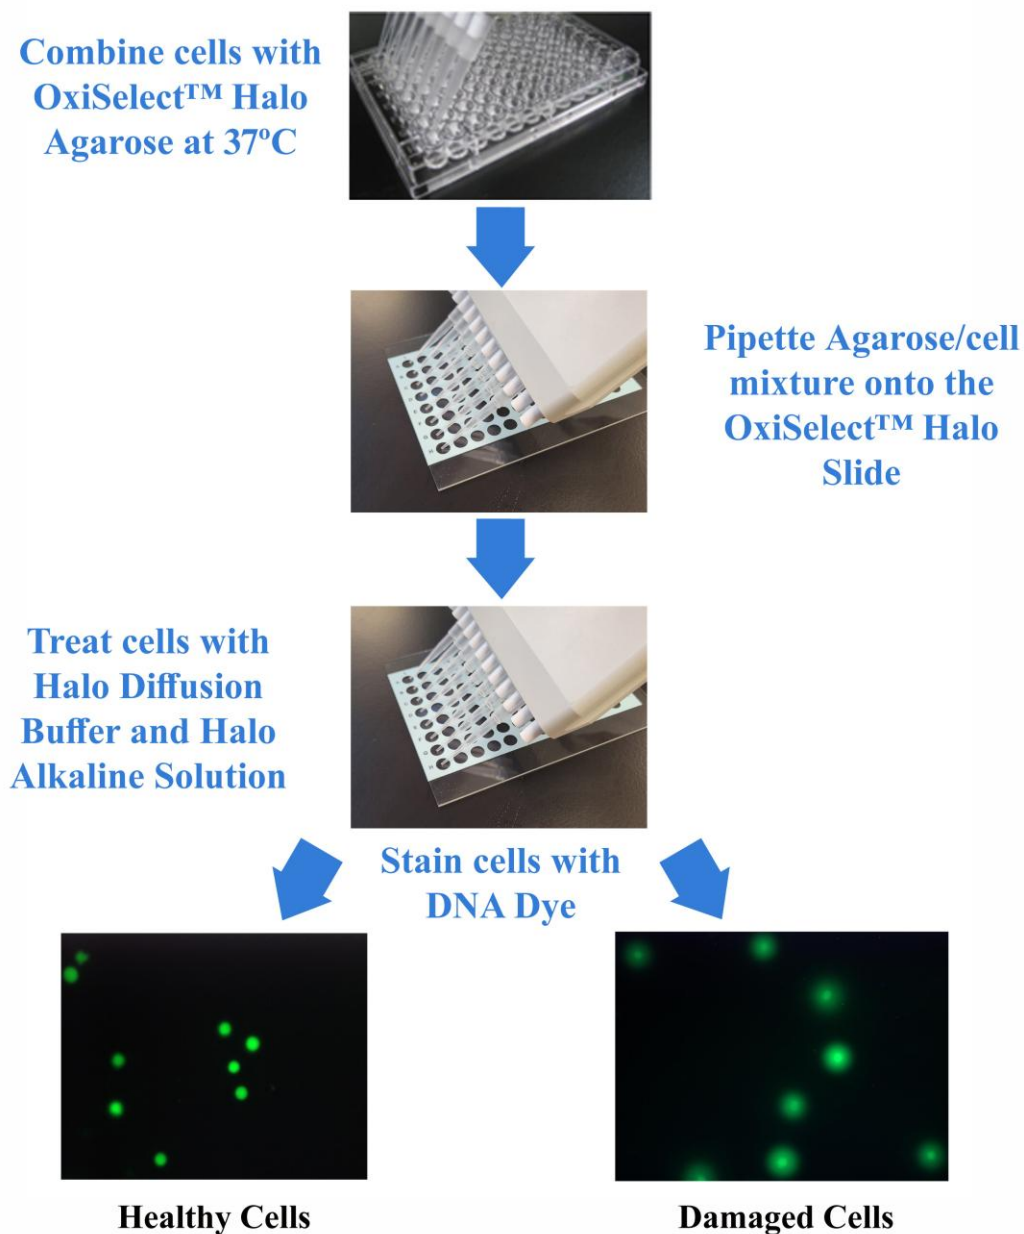 Combine cells with
OxiSelect™ Halo
Agarose at 37ºC
Pipette Agarose/cell
mixture onto the
OxiSelect™ Halo
Slide
Treat cells with
Halo Diffusion
Buffer and Halo
Alkaline Solution
Stain cells with
DNA Dye
Healthy Cells
Damaged Cells